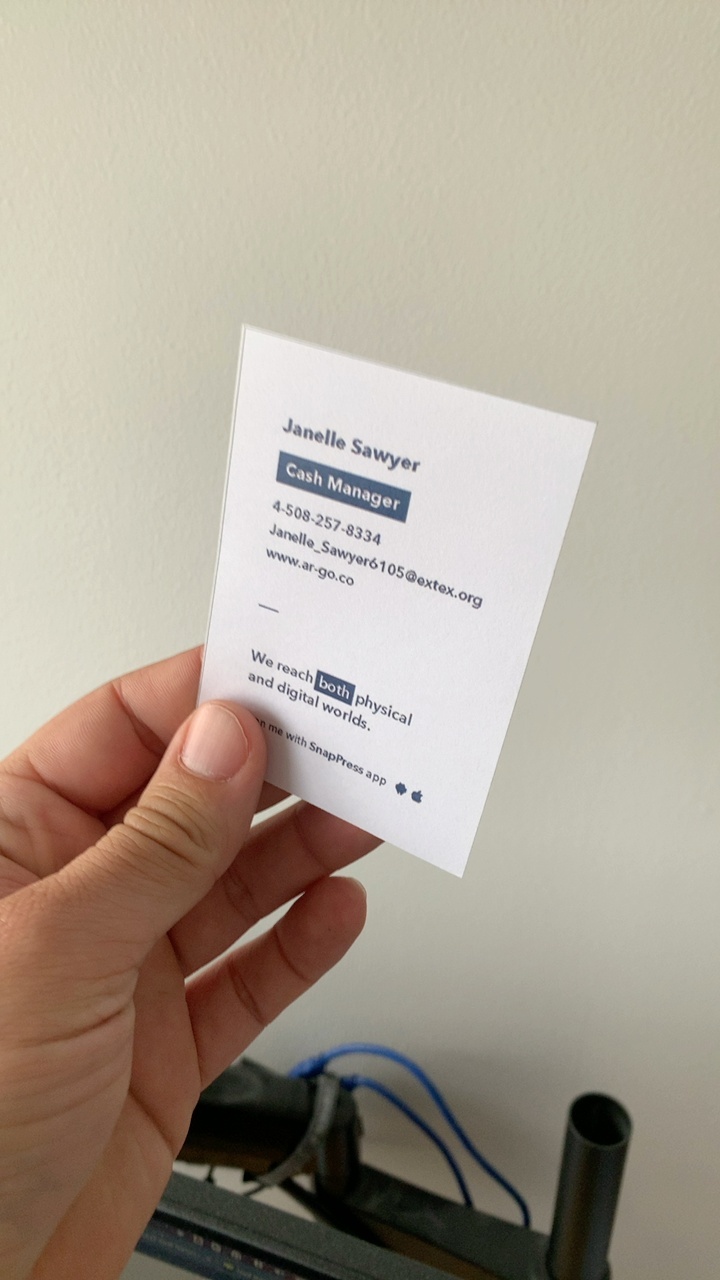 Janelle Sawyer
Cash Manager
4-508-257-8334
Janelle_Sawyer6105@extex.org
www.ar-go.co
We reach both physical
and digital worlds.
me with SnapPress app